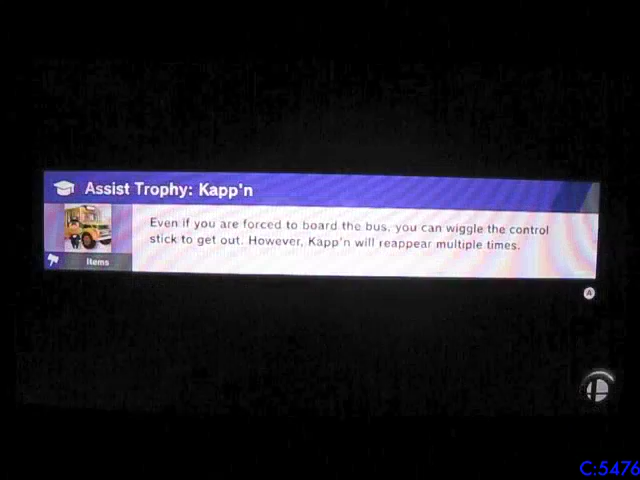 Assist Trophy: Kapp'n
Even if you are forced to board the bus, you can wiggle the control
stick to get out. However, Kapp'n will reappear multiple times.
Items
A
C:5476